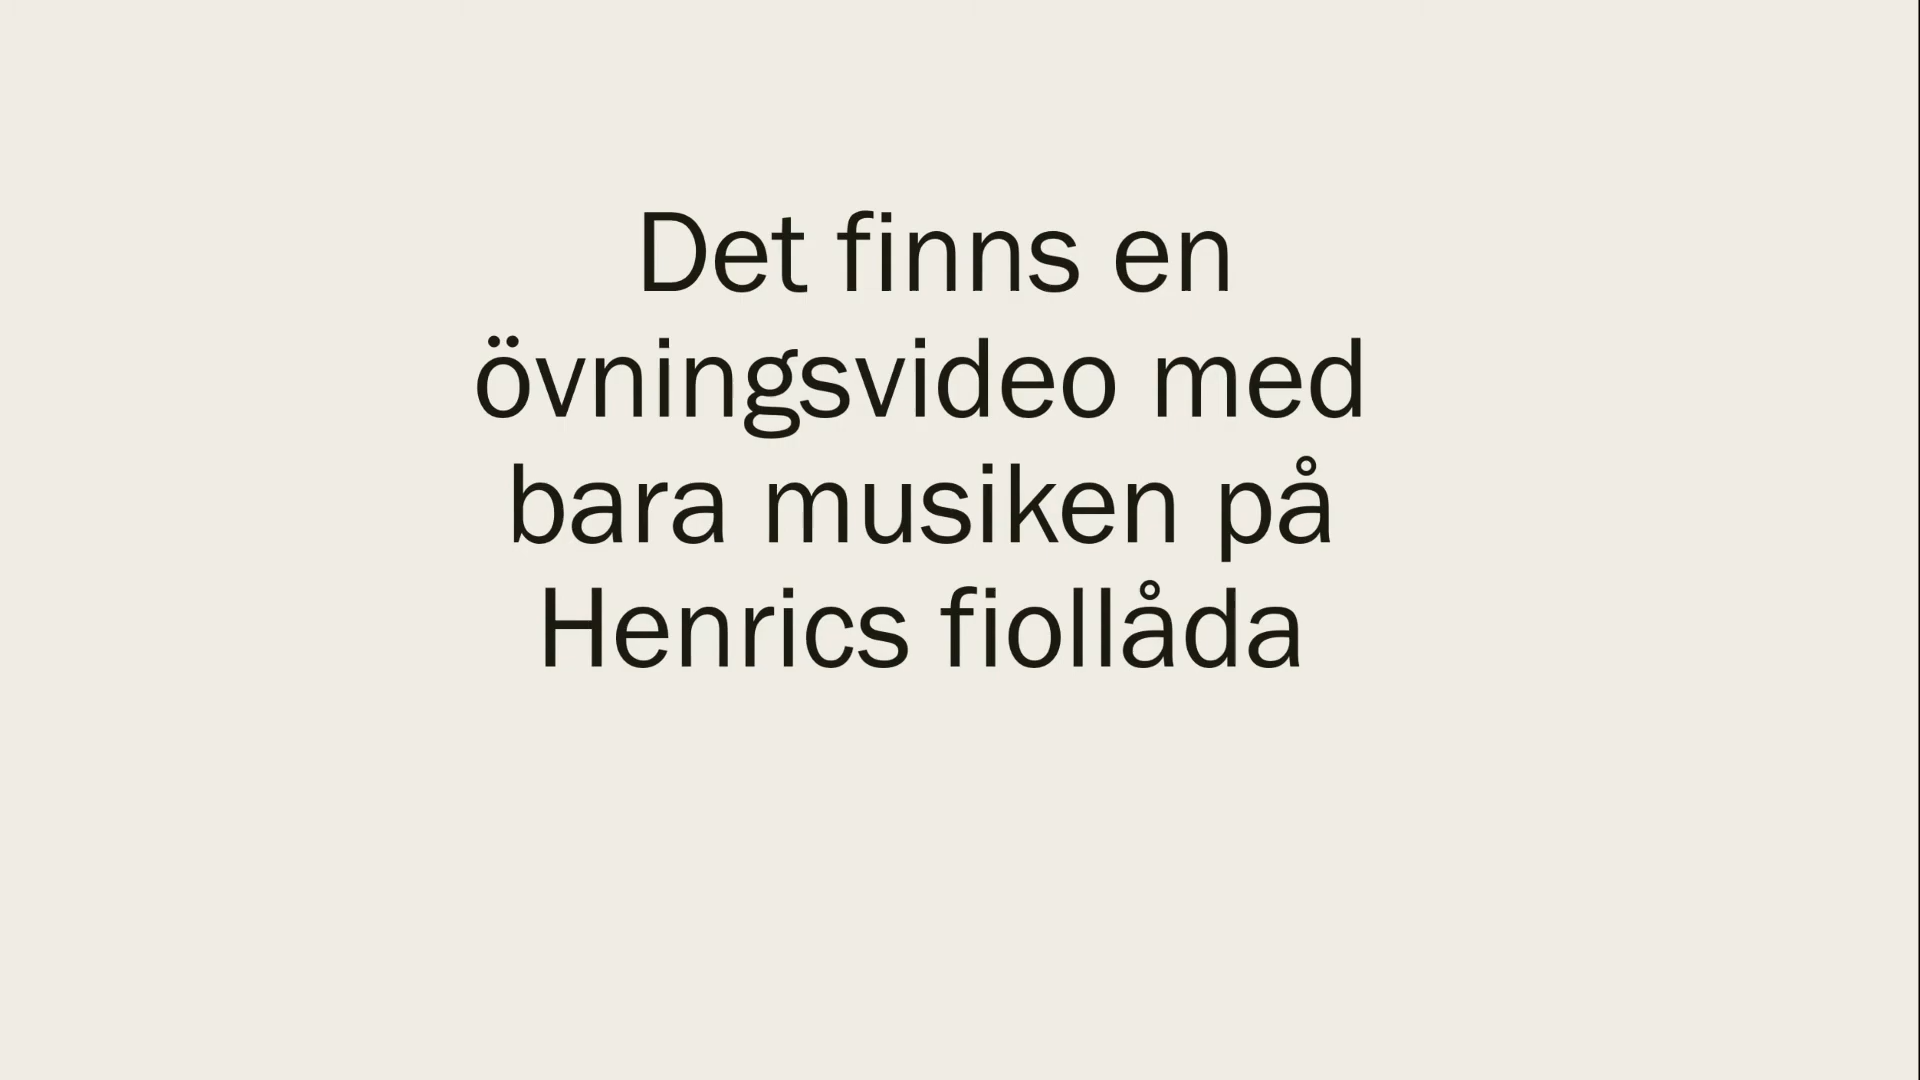 Det finns en
övningsvideo med
bara musiken på
Henrics fiollåda